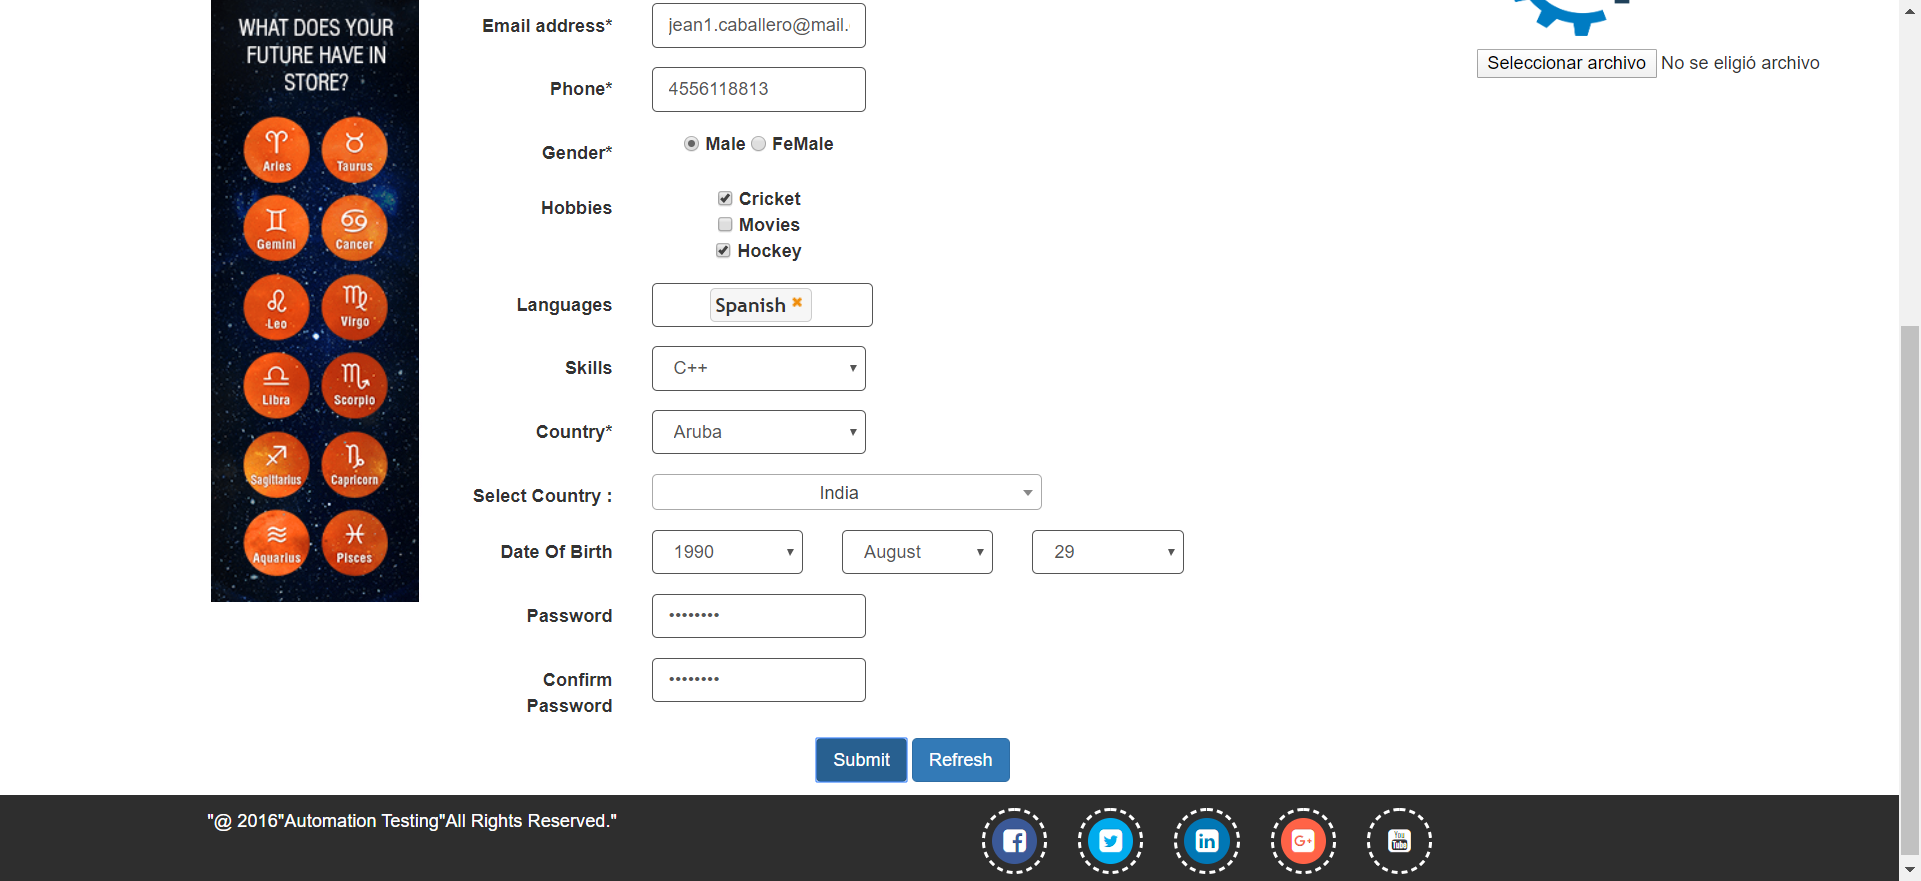 WHAT DOES YOUR
FUTURE HAVE IN
STORE?
Aries
Taurus
Gemini
Cancer
Leo
Virgo
Libra
Scorpio
Sagittarius
Capricorn
Aquarius
Pisces
Email address*
jean1.caballero@mail.
Phone*
4556118813
Gender*
Male FeMale
Hobbies
Cricket
Movies
Hockey
Languages
Spanish
Skills
C++
Country*
Aruba
Select Country :
India
Date Of Birth
1990 August 29
Password
••••••••
Confirm
Password
••••••••
Submit Refresh
Seleccionar archivo No se eligió archivo
"@ 2016"Automation Testing"All Rights Reserved."
f
in
G+
You
Tube